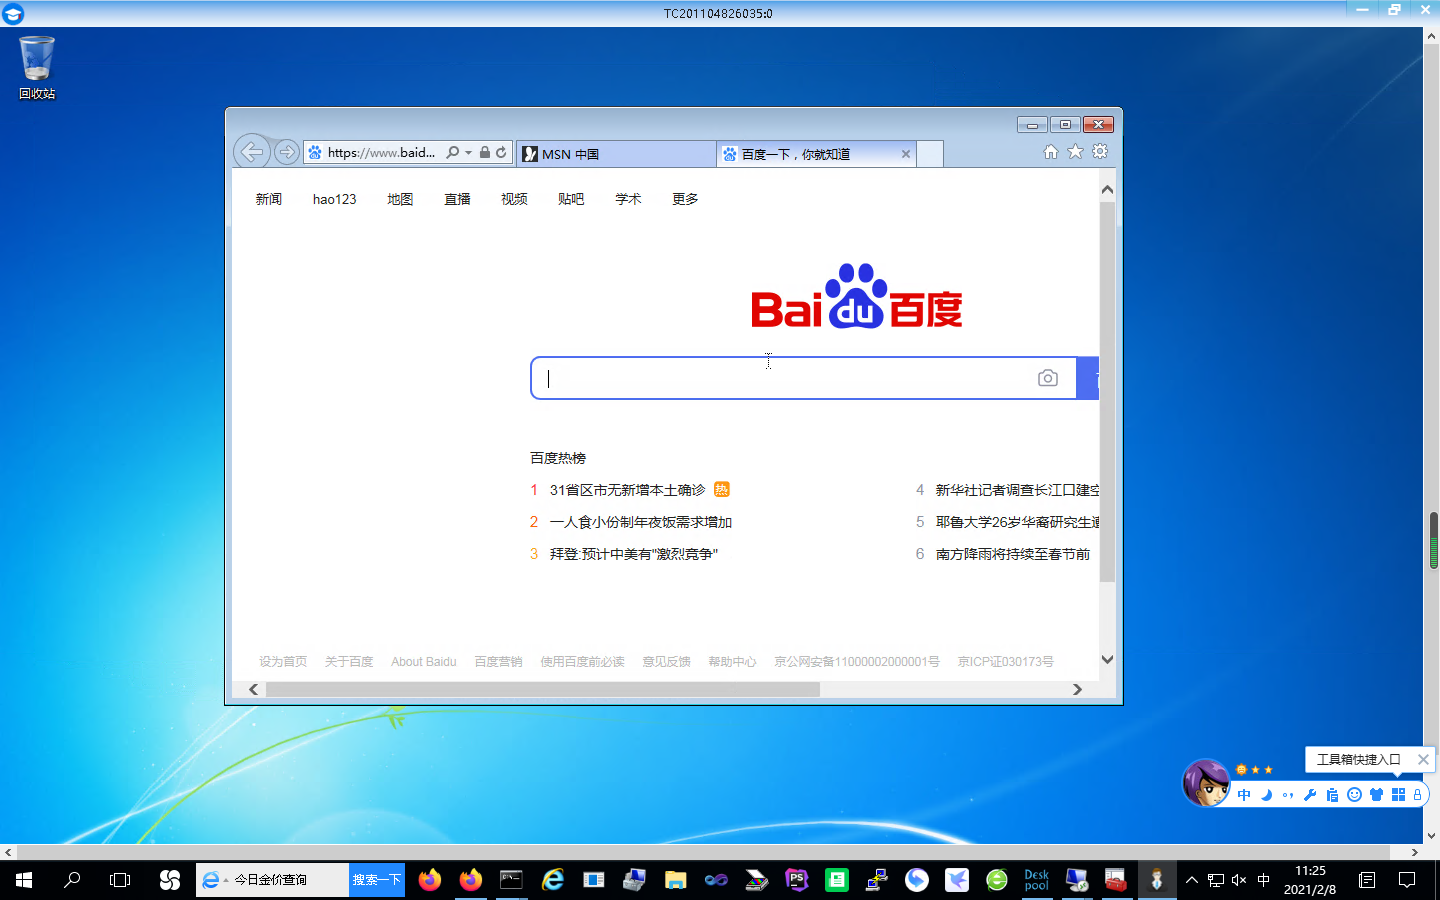 TC201104826035:0
回收站
https://www.baid...
MSN 中国
百度一下，你就知道
新闻 hao123 地图 直播 视频 贴吧 学术 更多
Bai du 百度
百度热榜
1 31省区市无新增本土确诊 热
4 新华社记者调查长江口建空
2 一人食小份制年夜饭需求增加
5 耶鲁大学26岁华裔研究生遭
3 拜登:预计中美有"激烈竞争"
6 南方降雨将持续至春节前
设为首页 关于百度 About Baidu 百度营销 使用百度前必读 意见反馈 帮助中心 京公网安备11000002000001号 京ICP证030173号
工具箱快捷入口
中
今日金价查询 搜索一下
PS
Desk pool
中
11:25
2021/2/8